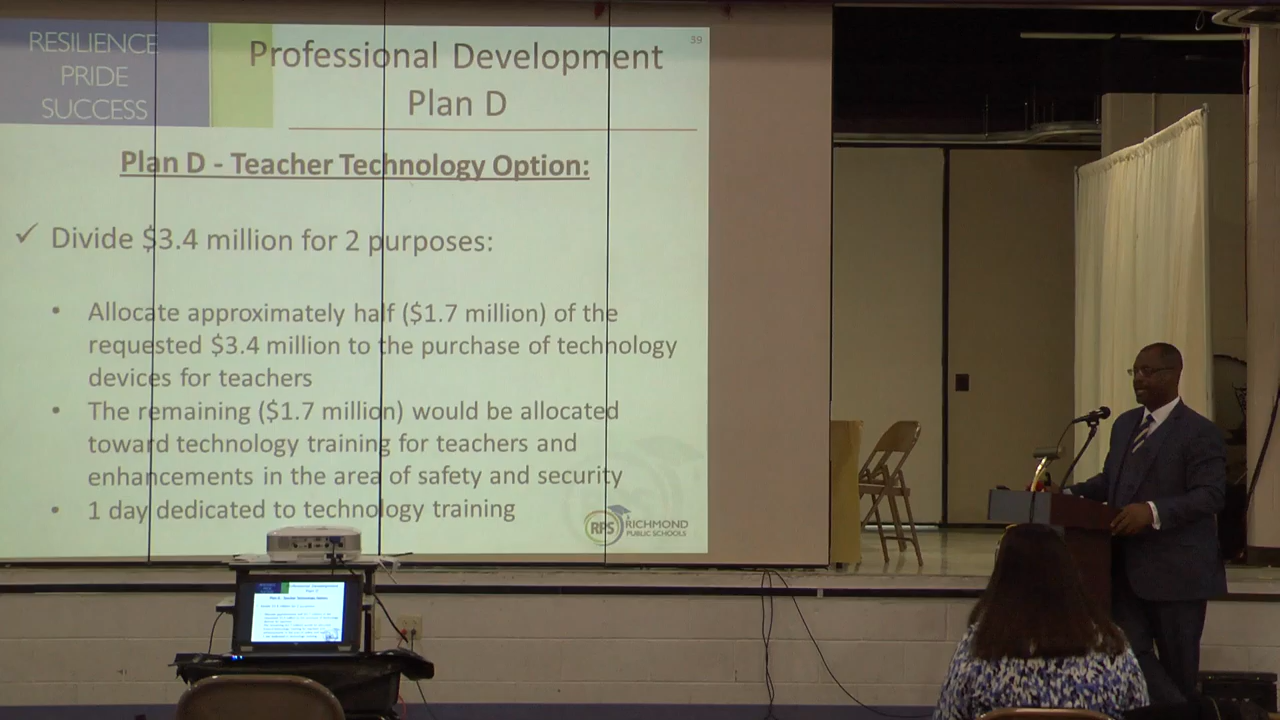 RESILIENCE
PRIDE
SUCCESS
Professional Development
Plan D
39
Plan D - Teacher Technology Option:
✓ Divide $3.4 million for 2 purposes:
• Allocate approximately half ($1.7 million) of the
requested $3.4 million to the purchase of technology
devices for teachers
• The remaining ($1.7 million) would be allocated
toward technology training for teachers and
enhancements in the area of safety and security
• 1 day dedicated to technology training
RPS
RICHMOND
PUBLIC SCHOOLS